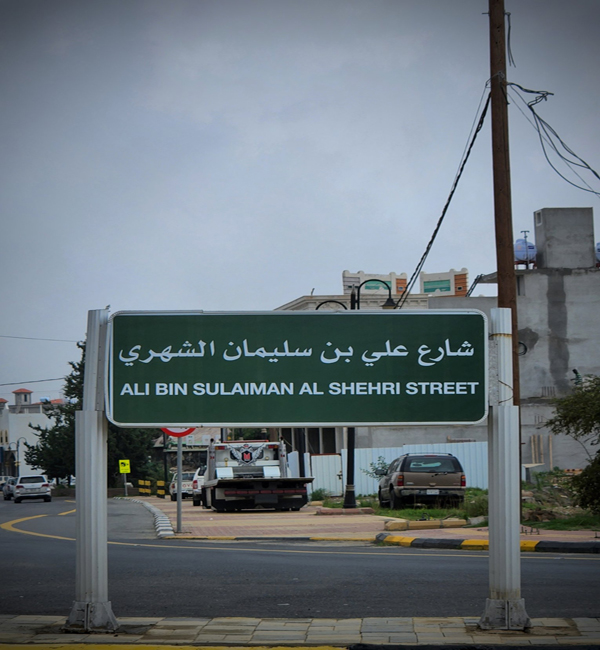 شارع علي بن سليمان الشهري
ALI BIN SULAIMAN AL SHEHRI STREET